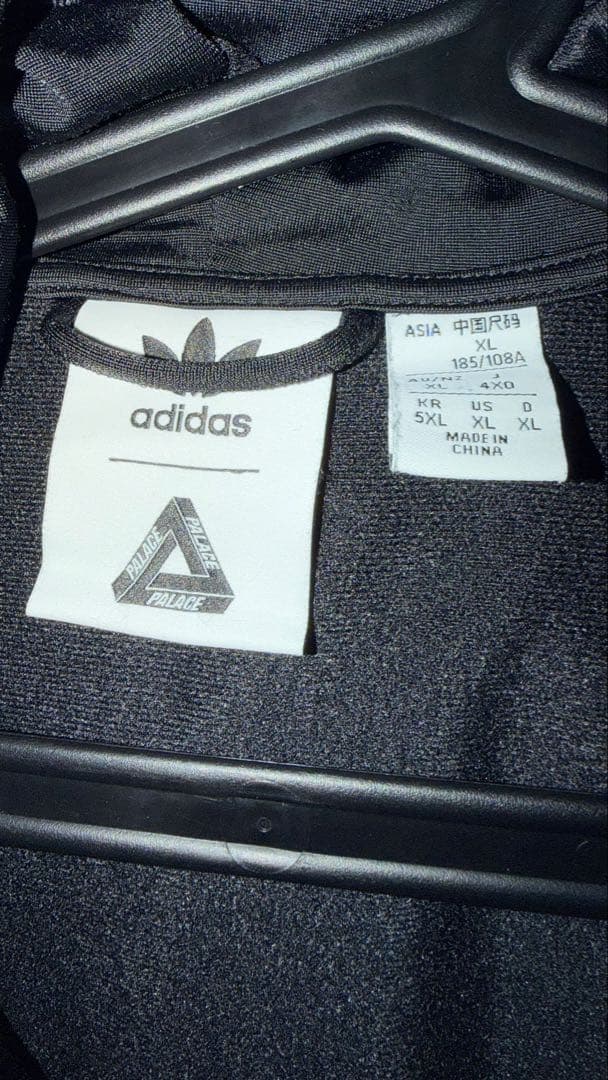 adidas
PALACE
PALACE
PALACE
ASIA 中国尺码
XL
185/108A
AU/NZ J
XL 4XO
KR US D
5XL XL XL
MADE IN
CHINA